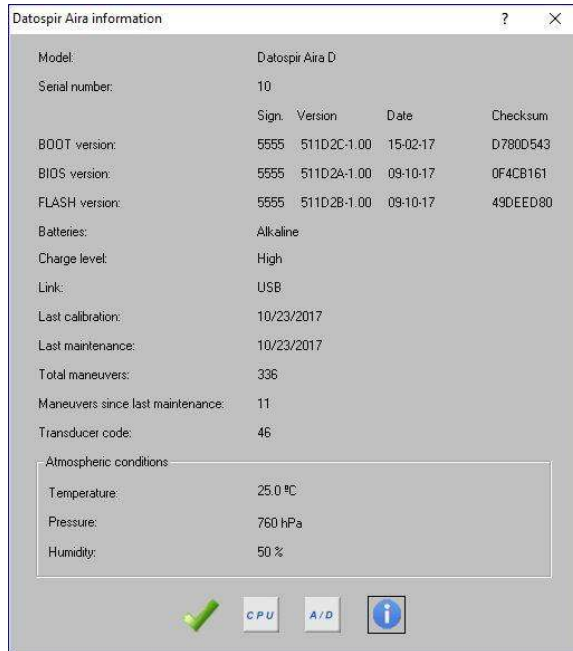 Datospir Aira information ? ×
Model: Datospir Aira D
Serial number: 10
Sign. Version Date Checksum
BOOT version: 5555 511D2C-1.00 15-02-17 D780D543
BIOS version: 5555 511D2A-1.00 09-10-17 0F4CB161
FLASH version: 5555 511D2B-1.00 09-10-17 49DEED80
Batteries: Alkaline
Charge level: High
Link: USB
Last calibration: 10/23/2017
Last maintenance: 10/23/2017
Total maneuvers: 336
Maneuvers since last maintenance: 11
Transducer code: 46
Atmospheric conditions
Temperature: 25.0 ºC
Pressure: 760 hPa
Humidity: 50 %
CPU A/D i